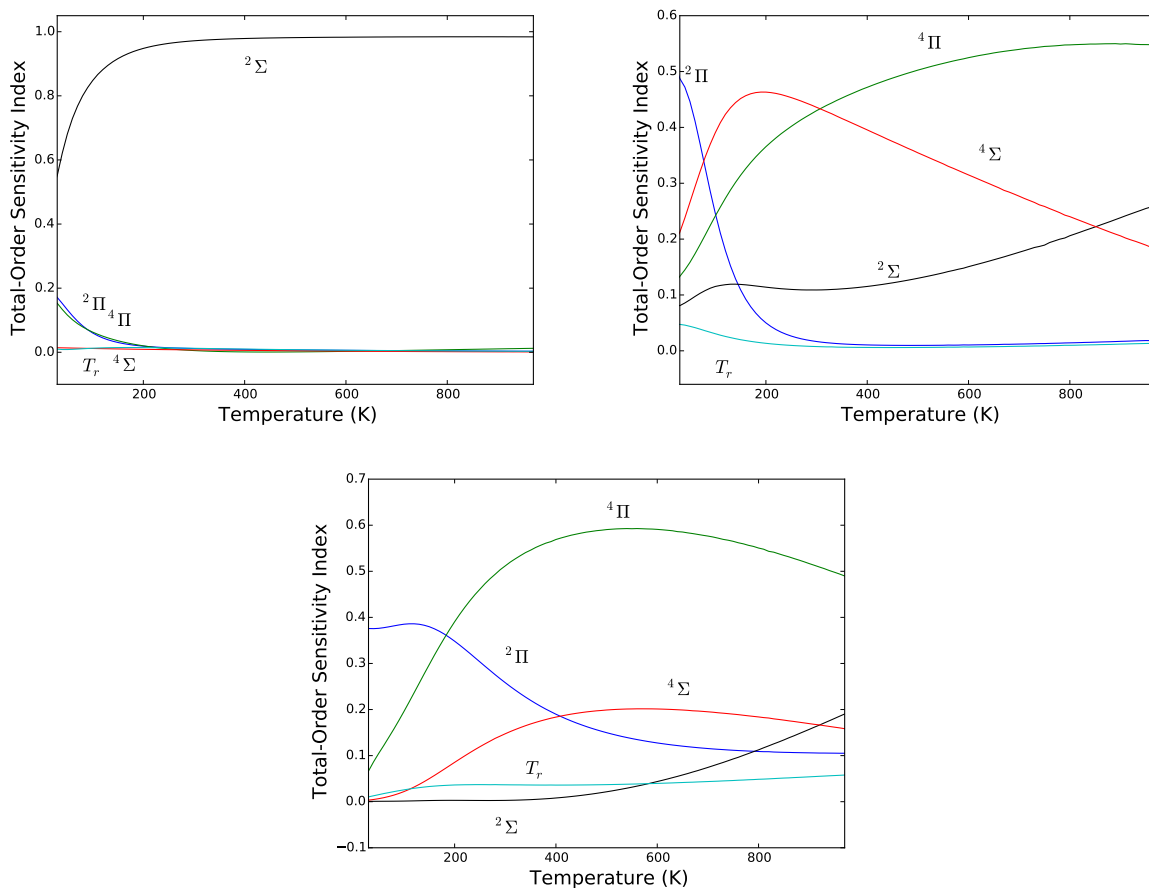 Total-Order Sensitivity Index
1.0
0.8
0.6
0.4
0.2
0.0
²Σ
²Π
⁴Π
T_r
⁴Σ
200
400
600
800
Temperature (K)
Total-Order Sensitivity Index
0.6
0.5
0.4
0.3
0.2
0.1
0.0
⁴Π
²Π
⁴Σ
²Σ
T_r
200
400
600
800
Temperature (K)
Total-Order Sensitivity Index
0.7
0.6
0.5
0.4
0.3
0.2
0.1
0.0
−0.1
⁴Π
²Π
⁴Σ
T_r
²Σ
200
400
600
800
Temperature (K)